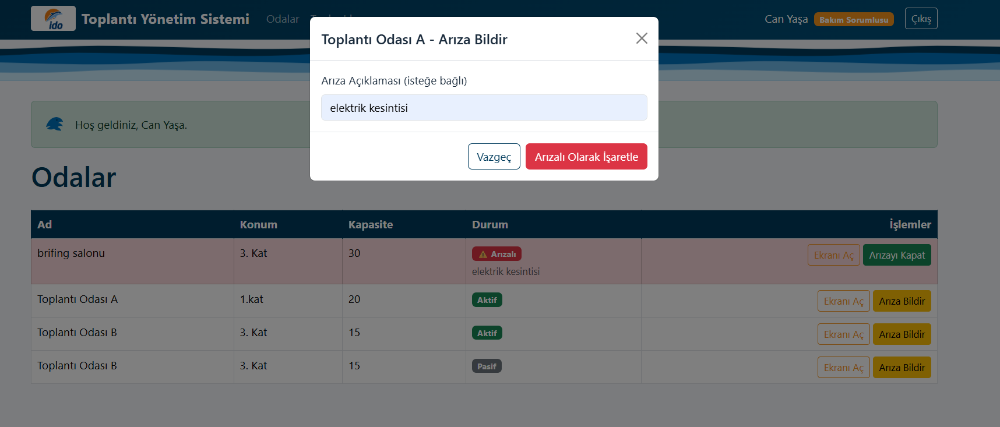 ido
Toplantı Yönetim Sistemi
Odalar
Can Yaşa
Bakım Sorumlusu
Çıkış
Toplantı Odası A - Arıza Bildir
Arıza Açıklaması (isteğe bağlı)
elektrik kesintisi
Vazgeç
Arızalı Olarak İşaretle
Hoş geldiniz, Can Yaşa.
Odalar
Ad Konum Kapasite Durum İşlemler
brifing salonu 3. Kat 30 Arızalı Ekranı Aç Arızayı Kapat
elektrik kesintisi
Toplantı Odası A 1.kat 20 Aktif Ekranı Aç Arıza Bildir
Toplantı Odası B 3. Kat 15 Aktif Ekranı Aç Arıza Bildir
Toplantı Odası B 3. Kat 15 Pasif Ekranı Aç Arıza Bildir